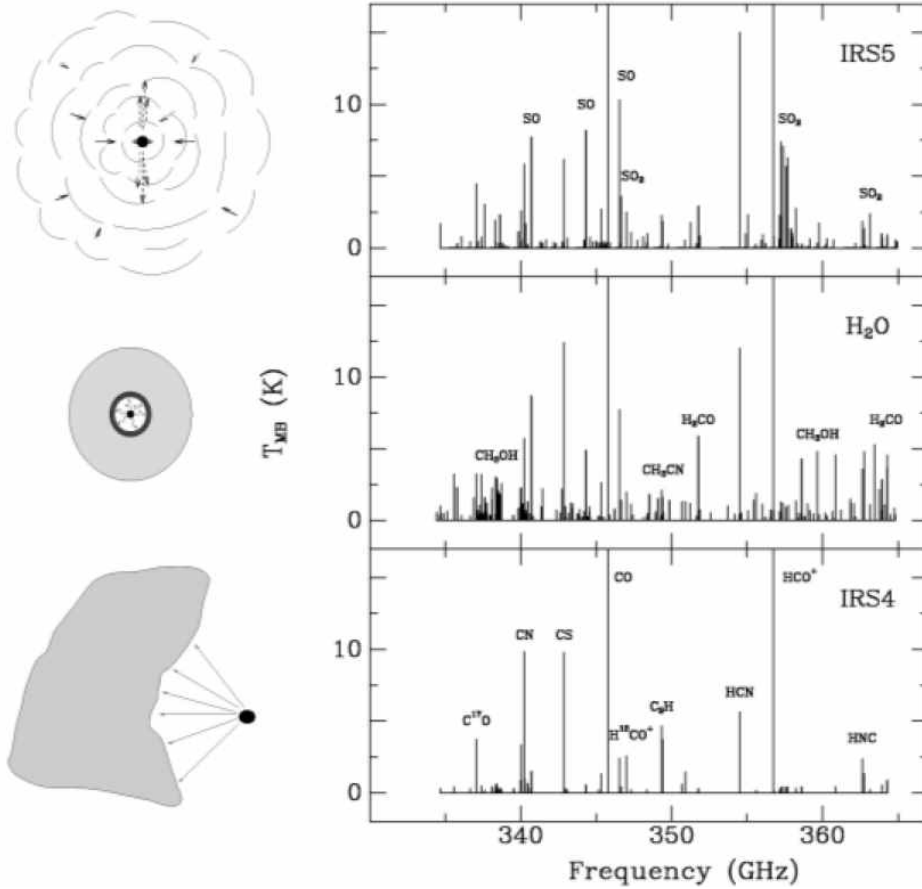 IRS5
SO
SO
SO
SO₂
SO₂
SO₂
10
0
H₂O
CH₃OH
CH₃CN
H₂CO
CH₃OH
H₂CO
10
0
T_MB (K)
IRS4
C¹⁷O
CN
CS
CO
H¹³CO⁺
C₂H
HCN
HCO⁺
HNC
10
0
340
350
360
Frequency (GHz)